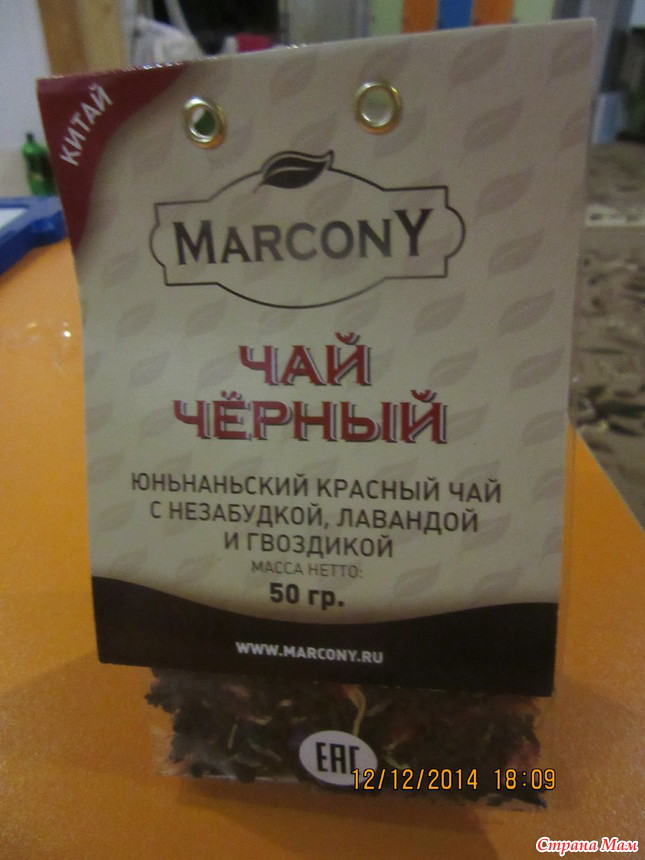 КИТАЙ
MARCONY
ЧАЙ
ЧЁРНЫЙ
ЮНЬНАНЬСКИЙ КРАСНЫЙ ЧАЙ
С НЕЗАБУДКОЙ, ЛАВАНДОЙ
И ГВОЗДИКОЙ
МАССА НЕТТО:
50 гр.
WWW.MARCONY.RU
EAC
12/12/2014 18:09
Страна Мам